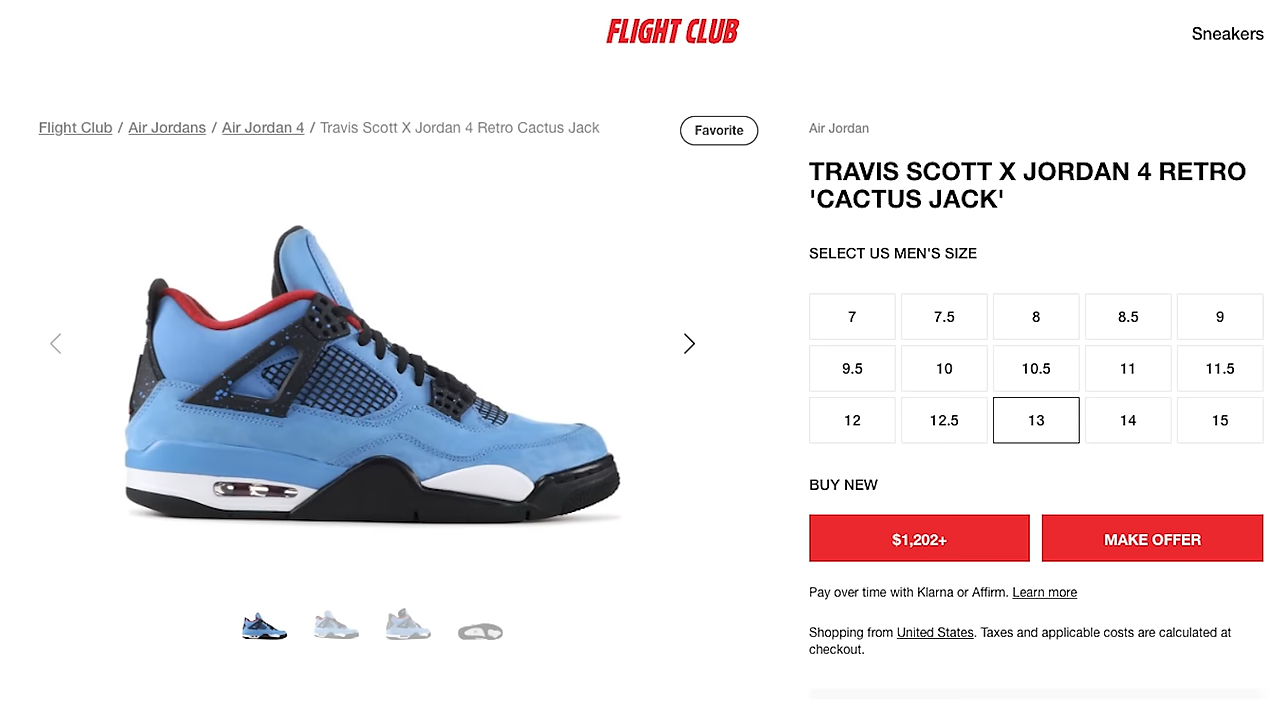 FLIGHT CLUB
Sneakers
Flight Club / Air Jordans / Air Jordan 4 / Travis Scott X Jordan 4 Retro Cactus Jack
Favorite
Air Jordan
TRAVIS SCOTT X JORDAN 4 RETRO
'CACTUS JACK'
SELECT US MEN'S SIZE
7 7.5 8 8.5 9
9.5 10 10.5 11 11.5
12 12.5 13 14 15
BUY NEW
$1,202+ MAKE OFFER
Pay over time with Klarna or Affirm. Learn more
Shopping from United States. Taxes and applicable costs are calculated at
checkout.